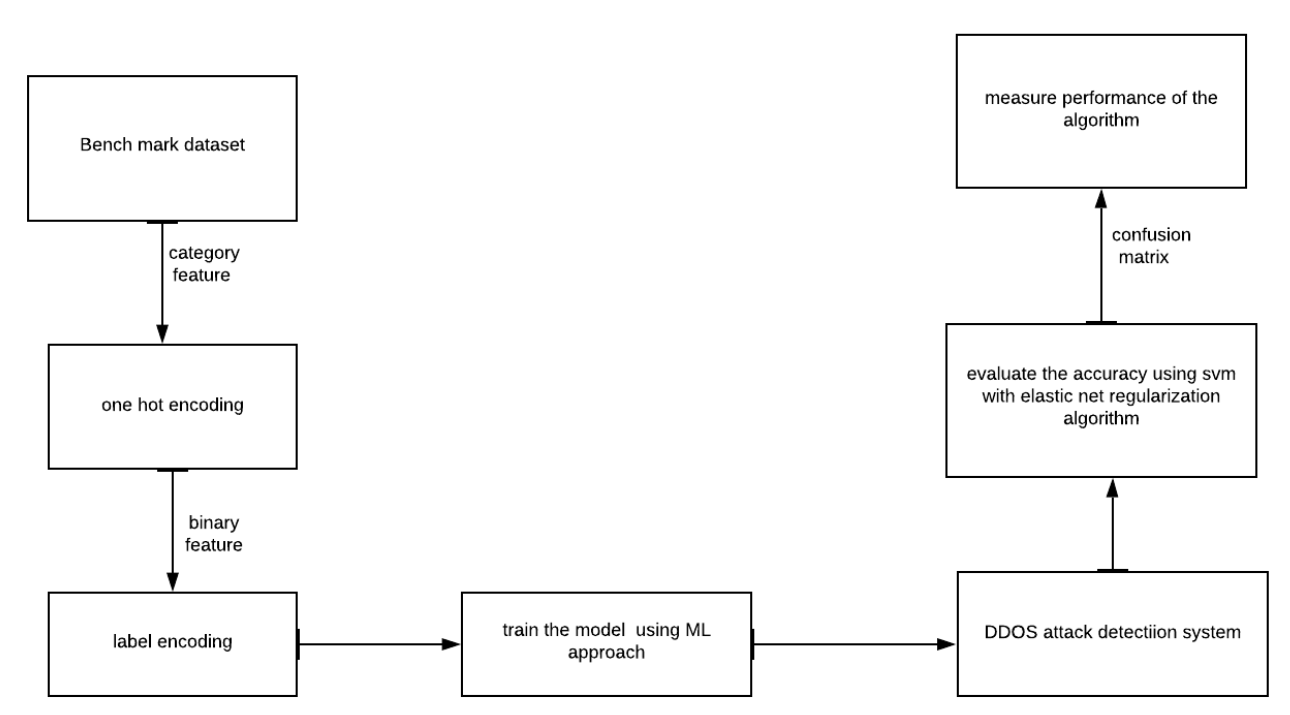 Bench mark dataset
category
feature
one hot encoding
binary
feature
label encoding
train the model using ML
approach
DDOS attack detectiion system
evaluate the accuracy using svm
with elastic net regularization
algorithm
confusion
matrix
measure performance of the
algorithm